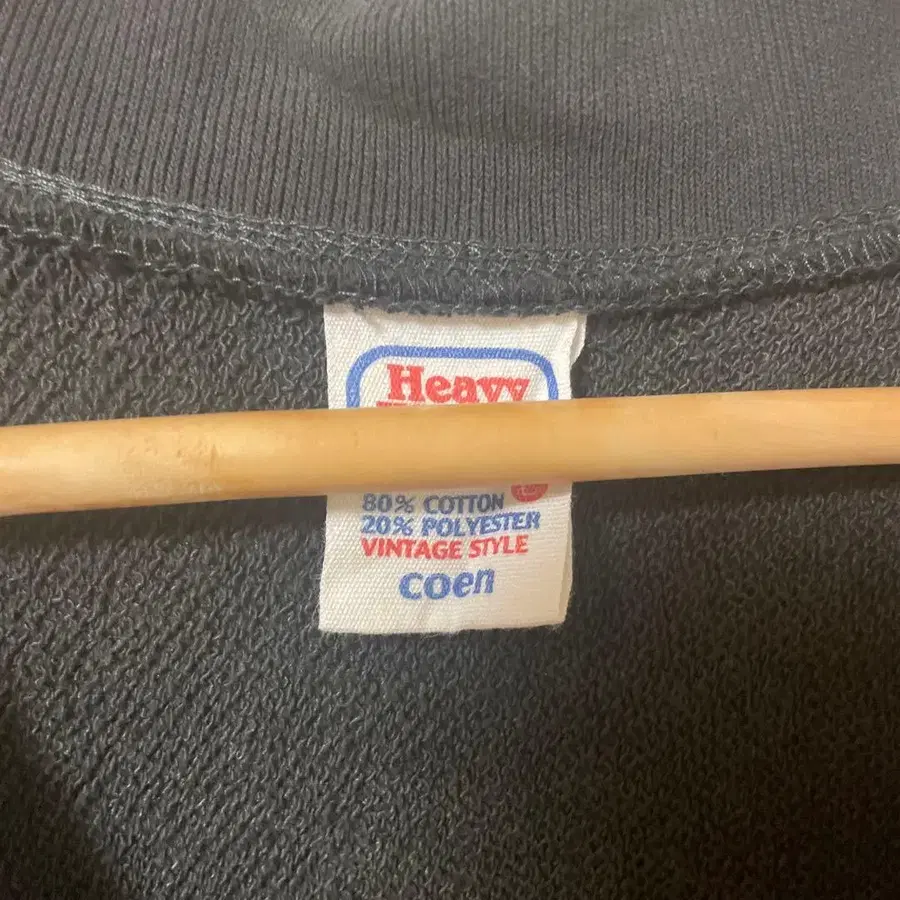 Heavy
80% COTTON
20% POLYESTER
VINTAGE STYLE
coen